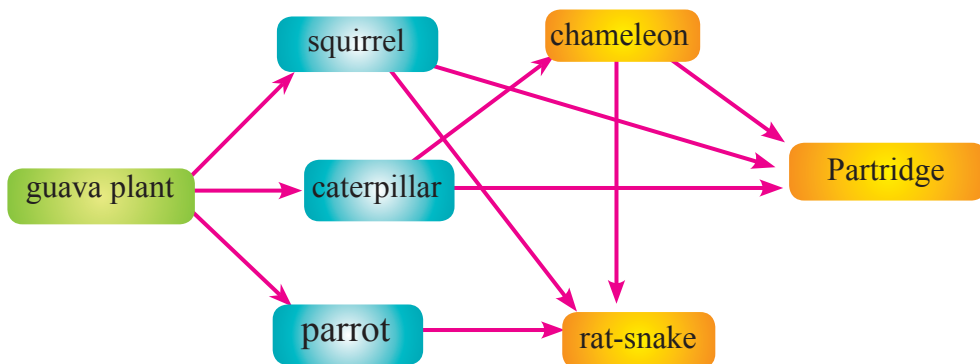 squirrel
chameleon
guava plant
caterpillar
Partridge
parrot
rat-snake